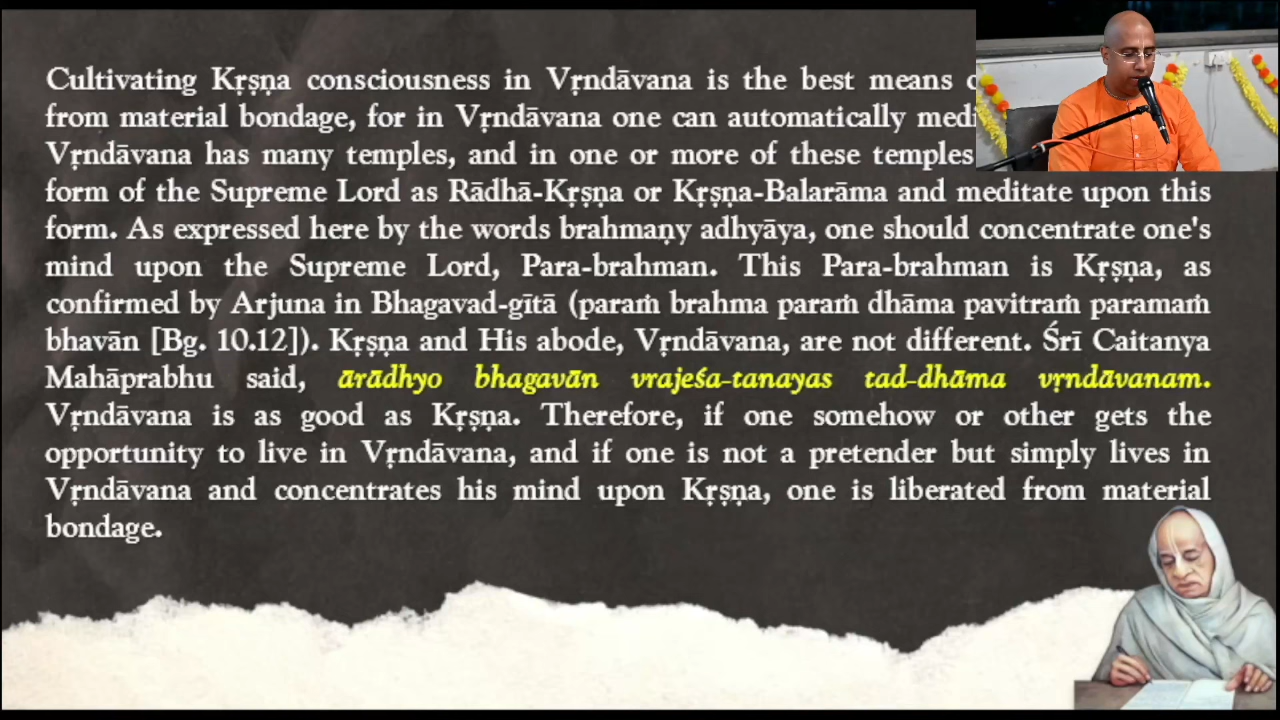 Cultivating Kṛṣṇa consciousness in Vṛndāvana is the best means
from material bondage, for in Vṛndāvana one can automatically
Vṛndāvana has many temples, and in one or more of these temples
form of the Supreme Lord as Rādhā-Kṛṣṇa or Kṛṣṇa-Balarāma and meditate upon this
form. As expressed here by the words brahmaṇy adhyāya, one should concentrate one's
mind upon the Supreme Lord, Para-brahman. This Para-brahman is Kṛṣṇa, as
confirmed by Arjuna in Bhagavad-gītā (paraṁ brahma paraṁ dhāma pavitraṁ paramaṁ
bhavān [Bg. 10.12]). Kṛṣṇa and His abode, Vṛndāvana, are not different. Śrī Caitanya
Mahāprabhu said, ārādhyo bhagavān vrajeśa-tanayas tad-dhāma vṛndāvanam.
Vṛndāvana is as good as Kṛṣṇa. Therefore, if one somehow or other gets the
opportunity to live in Vṛndāvana, and if one is not a pretender but simply lives in
Vṛndāvana and concentrates his mind upon Kṛṣṇa, one is liberated from material
bondage.